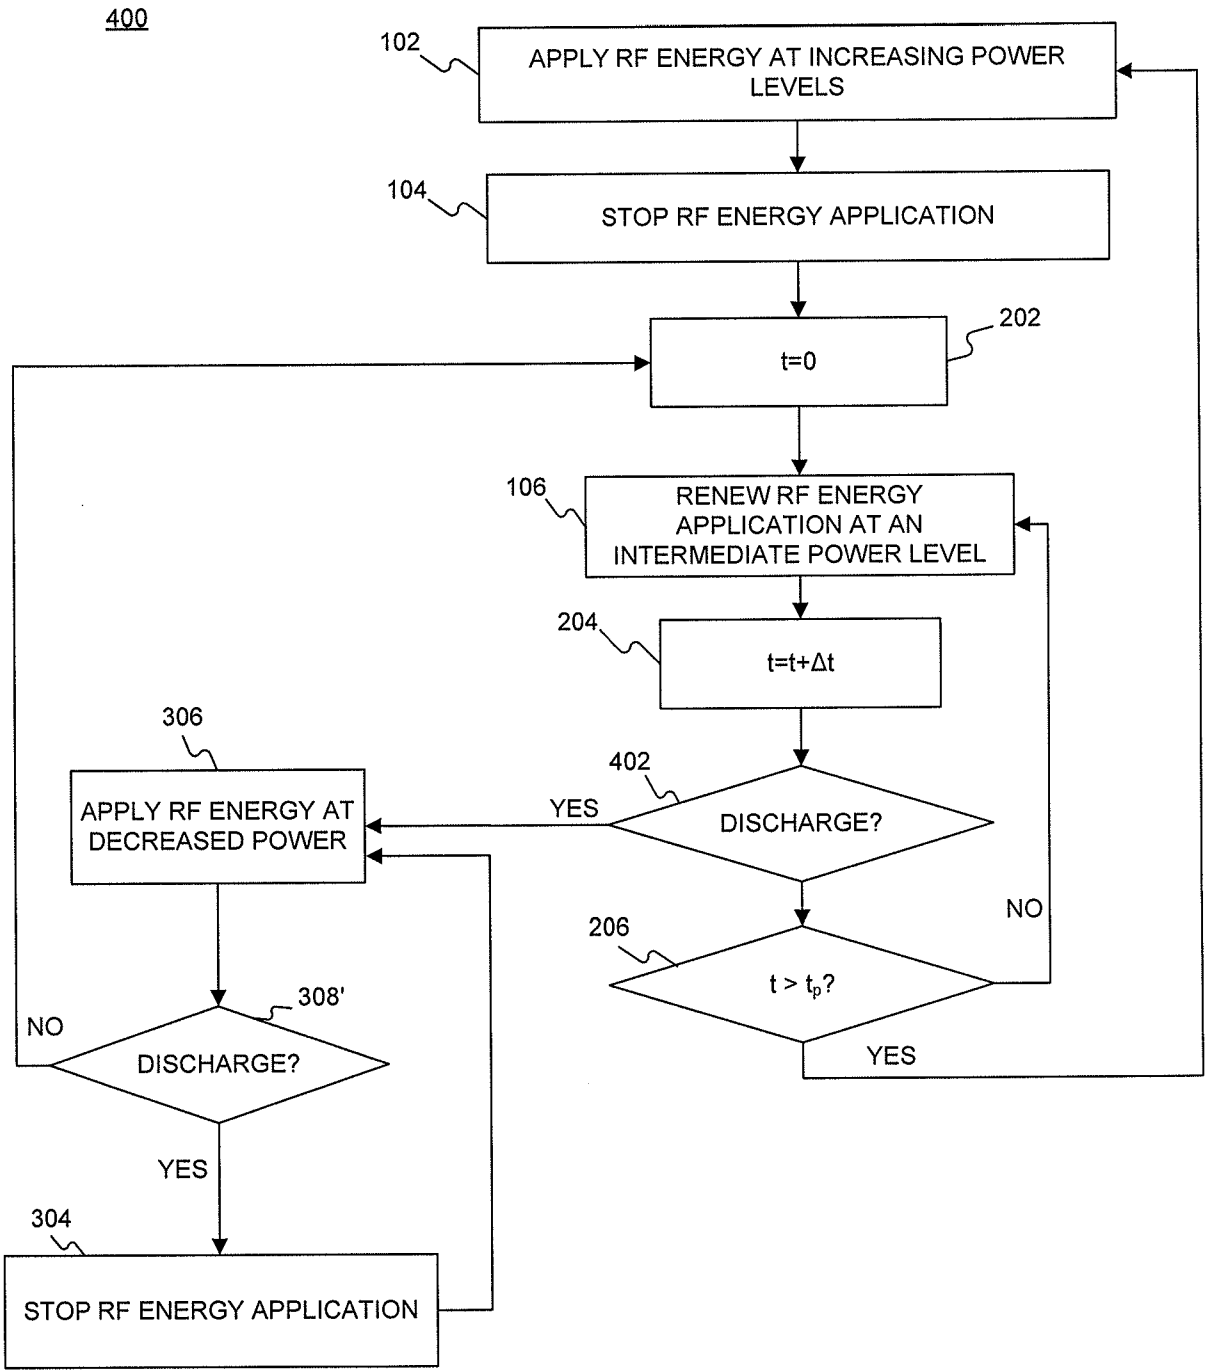 400
102
APPLY RF ENERGY AT INCREASING POWER
LEVELS
104
STOP RF ENERGY APPLICATION
202
t=0
106
RENEW RF ENERGY
APPLICATION AT AN
INTERMEDIATE POWER LEVEL
204
t=t+Δt
306
402
APPLY RF ENERGY AT
DECREASED POWER
YES
DISCHARGE?
NO
206
t > tp?
308'
NO
YES
DISCHARGE?
YES
304
STOP RF ENERGY APPLICATION